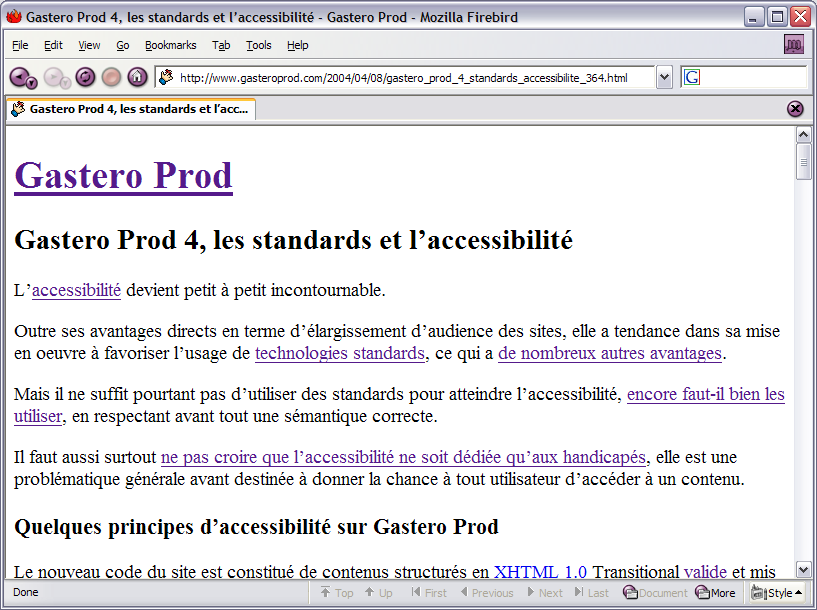 Gastero Prod 4, les standards et l’accessibilité - Gastero Prod - Mozilla Firebird
File Edit View Go Bookmarks Tab Tools Help
http://www.gasteroprod.com/2004/04/08/gastero_prod_4_standards_accessibilite_364.html G
Gastero Prod 4, les standards et l’acc...
Gastero Prod
Gastero Prod 4, les standards et l’accessibilité
L’accessibilité devient petit à petit incontournable.
Outre ses avantages directs en terme d’élargissement d’audience des sites, elle a tendance dans sa mise
en oeuvre à favoriser l’usage de technologies standards, ce qui a de nombreux autres avantages.
Mais il ne suffit pourtant pas d’utiliser des standards pour atteindre l’accessibilité, encore faut-il bien les
utiliser, en respectant avant tout une sémantique correcte.
Il faut aussi surtout ne pas croire que l’accessibilité ne soit dédiée qu’aux handicapés, elle est une
problématique générale avant destinée à donner la chance à tout utilisateur d’accéder à un contenu.
Quelques principes d’accessibilité sur Gastero Prod
Le nouveau code du site est constitué de contenus structurés en XHTML 1.0 Transitional valide et mis
Done Top Up First Previous Next Last Document More Style